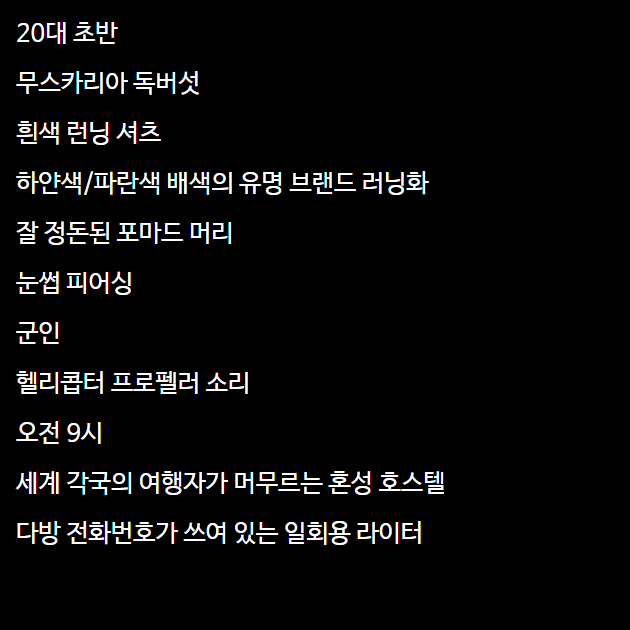 20대 초반
무스카리아 독버섯
흰색 런닝 셔츠
하얀색/파란색 배색의 유명 브랜드 러닝화
잘 정돈된 포마드 머리
눈썹 피어싱
군인
헬리콥터 프로펠러 소리
오전 9시
세계 각국의 여행자가 머무르는 혼성 호스텔
다방 전화번호가 쓰여 있는 일회용 라이터